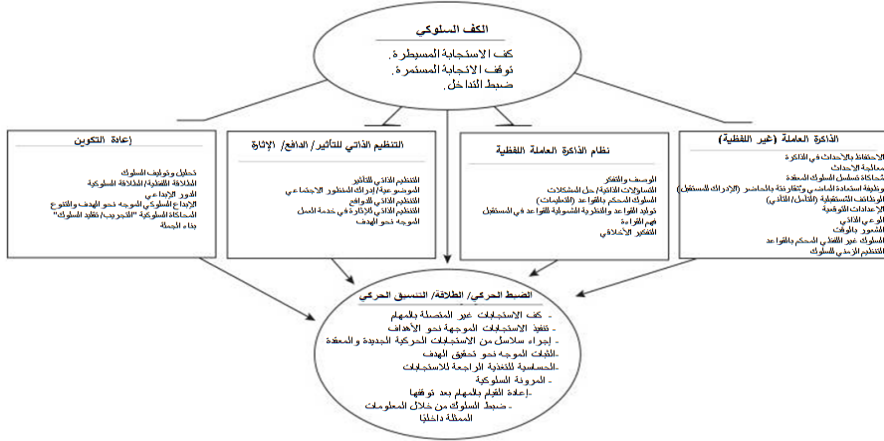 الكف السلوكي
كف الاستجابة المسيطرة.
توقف الاتجابة المستمرة.
ضبط التداخل.
الذاكرة العاملة (غير اللفظية)
الاحتفاظ بالأحداث في الذاكرة
معالجة الأحداث
محاكاة تسلسل السلوك المعقدة
وظيفة استعادة الماضي ومقارنته بالحاضر (الإدراك للمستقبل)
الوظائف المستقبلية (التأمل/التأني)
الإعدادات التوقعية
الوعي الذاتي
الشعور بالوقت
السلوك غير اللفظي المحكم بالقواعد
التنظيم الزمني للسلوك
نظام الذاكرة العاملة اللفظية
الوصف والتفكر
التساؤلات الذاتية/حل المشكلات
السلوك المحكم بالقواعد (التعليمات)
توليد القواعد والنظرية الشمولية للقواعد في المستقبل
فهم القراءة
التفكير الأخلاقي
التنظيم الذاتي للتأثير/ الدافع/ الإثارة
التنظيم الذاتي للتأثير
الموضوعية/إدراك المنظور الاجتماعي
التنظيم الذاتي للدوافع
التنظيم الذاتي للإثارة في خدمة العمل
الموجه نحو الهدف
إعادة التكوين
تحليل وتوليف السلوك
الطلاقة اللفظية/الطلاقة السلوكية
الدور الإبداعي
الإبداع السلوكي الموجه نحو الهدف والتنوع
المحاكاة السلوكية "التجريب/ تقليد السلوك"
بناء الجملة
الضبط الحركي/ الطلاقة/ التنسيق الحركي
- كف الاستجابات غير المتصلة بالمهام
- تنفيذ الاستجابات الموجهة نحو الأهداف
- إجراء سلاسل من الاستجابات الحركية الجديدة والمعقدة
-الثبات الموجه نحو تحقيق الهدف
-الحساسية للتغذية الراجعة للاستجابات
- المرونة السلوكية
-إعادة القيام بالمهام بعد توقفها
- ضبط السلوك من خلال المعلومات
الممثلة داخليًا